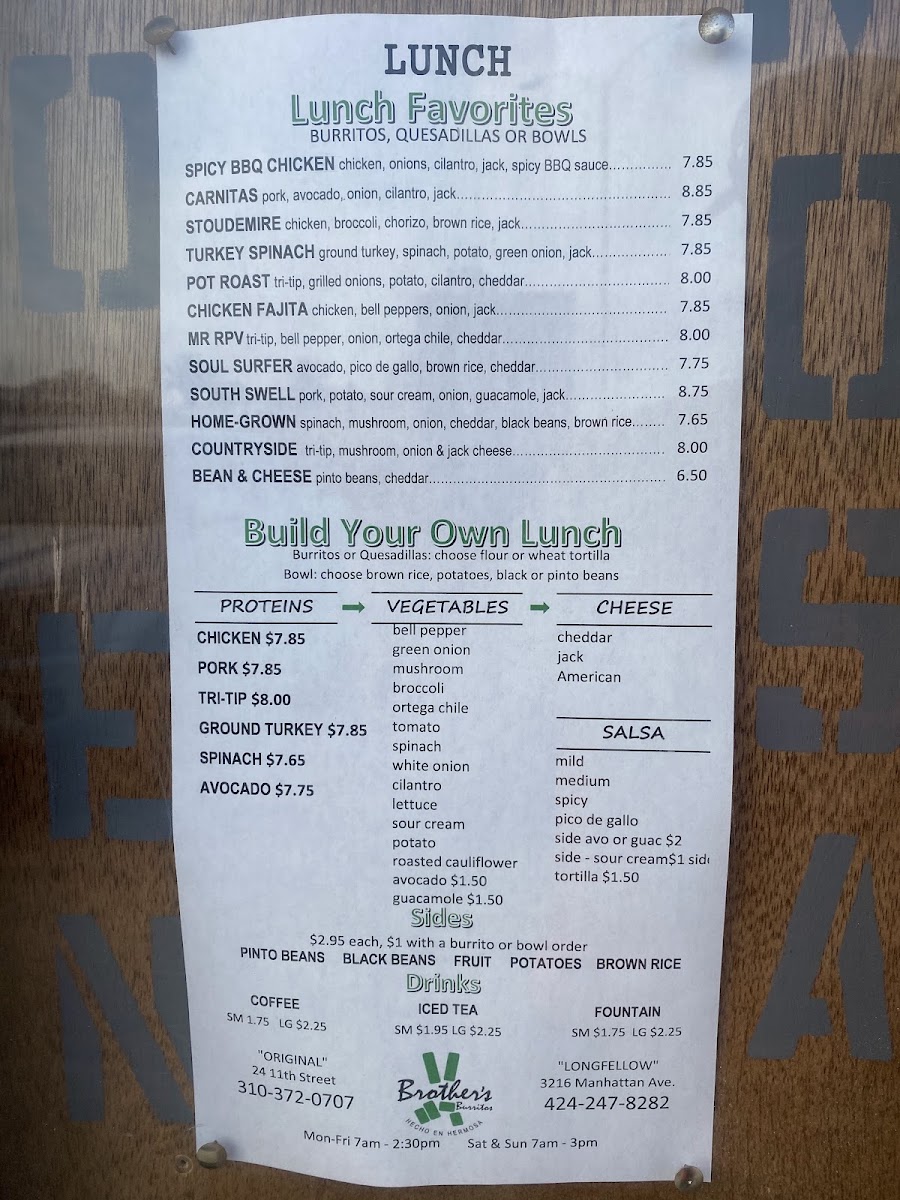 LUNCH
Lunch Favorites
BURRITOS, QUESADILLAS OR BOWLS
SPICY BBQ CHICKEN chicken, onions, cilantro, jack, spicy BBQ sauce............... 7.85
CARNITAS pork, avocado, onion, cilantro, jack..................................................... 8.85
STOUDEMIRE chicken, broccoli, chorizo, brown rice, jack.................................... 7.85
TURKEY SPINACH ground turkey, spinach, potato, green onion, jack.................. 7.85
POT ROAST tri-tip, grilled onions, potato, cilantro, cheddar.................................... 8.00
CHICKEN FAJITA chicken, bell peppers, onion, jack.......................................... 7.85
MR RPV tri-tip, bell pepper, onion, ortega chile, cheddar......................................... 8.00
SOUL SURFER avocado, pico de gallo, brown rice, cheddar................................ 7.75
SOUTH SWELL pork, potato, sour cream, onion, guacamole, jack........................ 8.75
HOME-GROWN spinach, mushroom, onion, cheddar, black beans, brown rice........ 7.65
COUNTRYSIDE tri-tip, mushroom, onion & jack cheese...................................... 8.00
BEAN & CHEESE pinto beans, cheddar.......................................................... 6.50
Build Your Own Lunch
Burritos or Quesadillas: choose flour or wheat tortilla
Bowl: choose brown rice, potatoes, black or pinto beans
PROTEINS
CHICKEN $7.85
PORK $7.85
TRI-TIP $8.00
GROUND TURKEY $7.85
SPINACH $7.65
AVOCADO $7.75
VEGETABLES
bell pepper
green onion
mushroom
broccoli
ortega chile
tomato
spinach
white onion
cilantro
lettuce
sour cream
potato
roasted cauliflower
avocado $1.50
guacamole $1.50
CHEESE
cheddar
jack
American
SALSA
mild
medium
spicy
pico de gallo
side avo or guac $2
side - sour cream$1 side
tortilla $1.50
Sides
$2.95 each, $1 with a burrito or bowl order
PINTO BEANS BLACK BEANS FRUIT POTATOES BROWN RICE
Drinks
COFFEE
SM 1.75 LG $2.25
ICED TEA
SM $1.95 LG $2.25
FOUNTAIN
SM $1.75 LG $2.25
"ORIGINAL"
24 11th Street
310-372-0707
Brother's
Burritos
HECHO EN HERMOSA
"LONGFELLOW"
3216 Manhattan Ave.
424-247-8282
Mon-Fri 7am - 2:30pm Sat & Sun 7am - 3pm